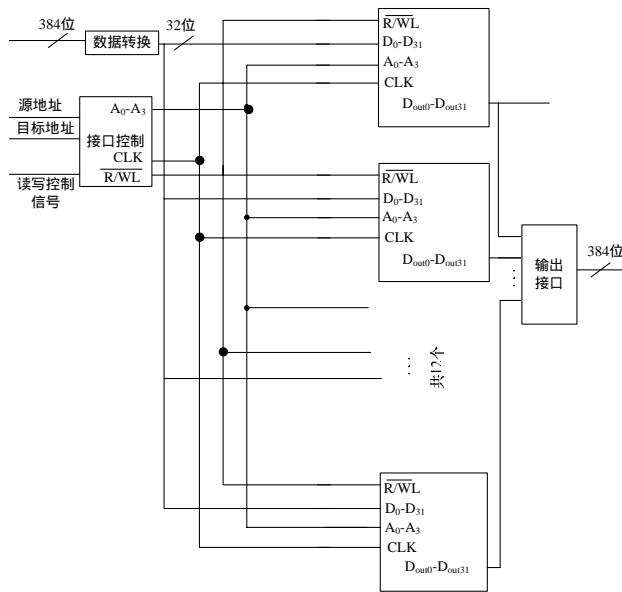 384位
数据转换
32位
源地址
目标地址
读写控制
信号
A0-A3
接口控制
CLK
R/WL
R/WL
D0-D31
A0-A3
CLK
Dout0-Dout31
R/WL
D0-D31
A0-A3
CLK
Dout0-Dout31
输出
接口
384位
共12个
R/WL
D0-D31
A0-A3
CLK
Dout0-Dout31